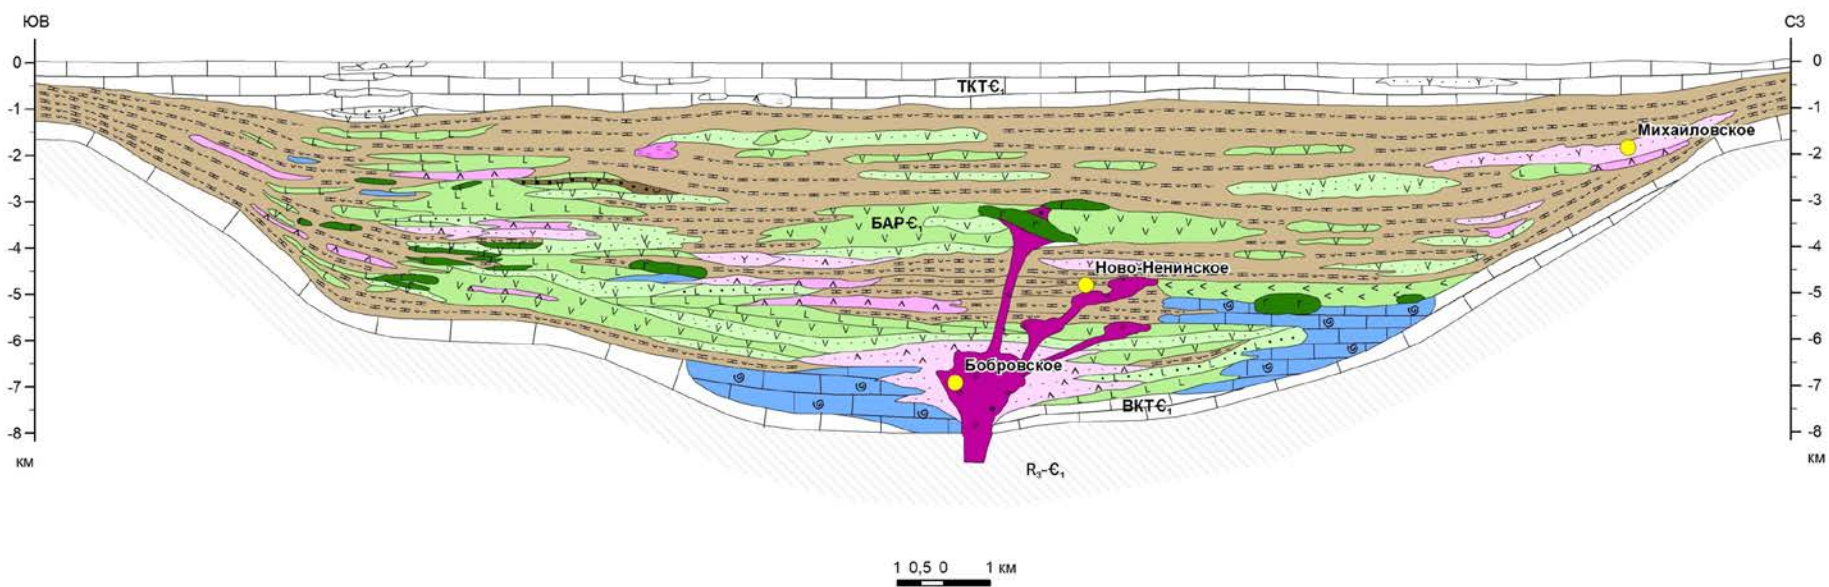 ЮВ
СЗ
0
0
ТКТЄ₁
-1
-1
Михайловское
-2
-2
-3
-3
БАРЄ₁
-4
-4
Ново-Ненинское
-5
-5
-6
-6
Бобровское
-7
-7
ВКТЄ₁
-8
-8
км
км
R₃-Є₁
1 0,5 0 1 км